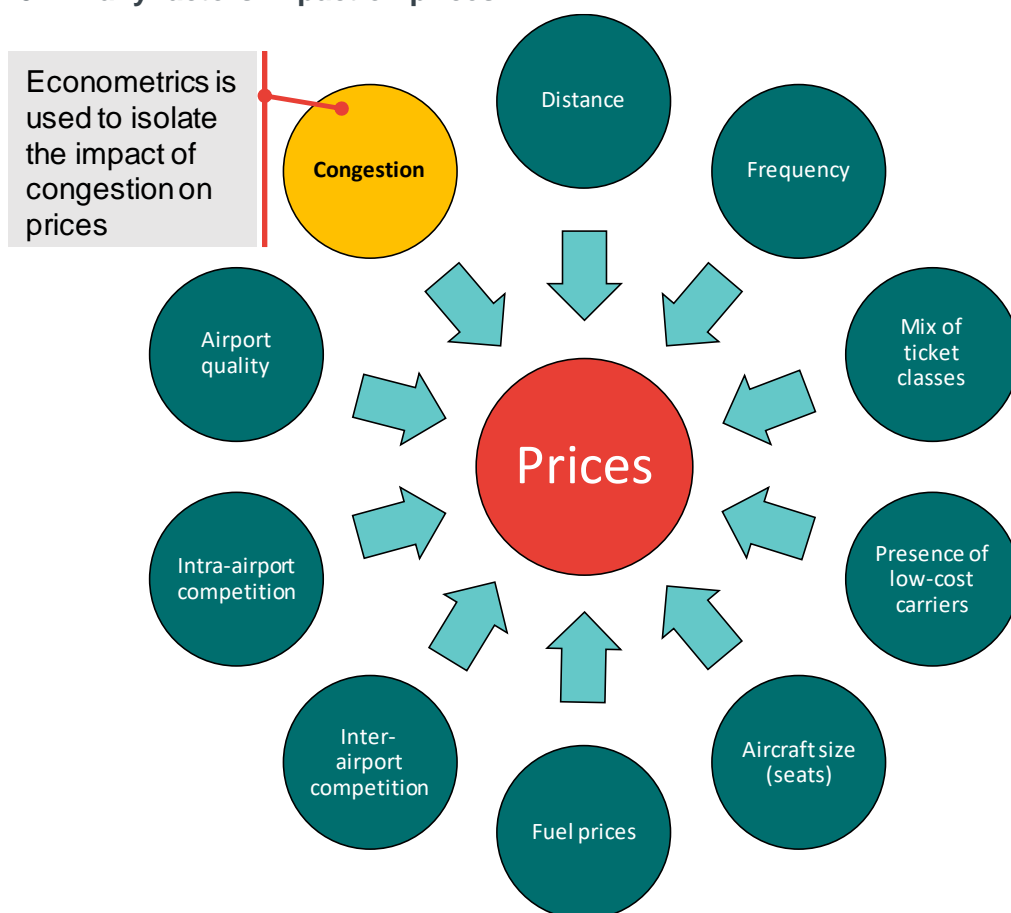 Econometrics is
used to isolate
the impact of
congestion on
prices
Congestion
Distance
Frequency
Mix of
ticket
classes
Presence of
low-cost
carriers
Aircraft size
(seats)
Fuel prices
Inter-
airport
competition
Intra-airport
competition
Airport
quality
Prices